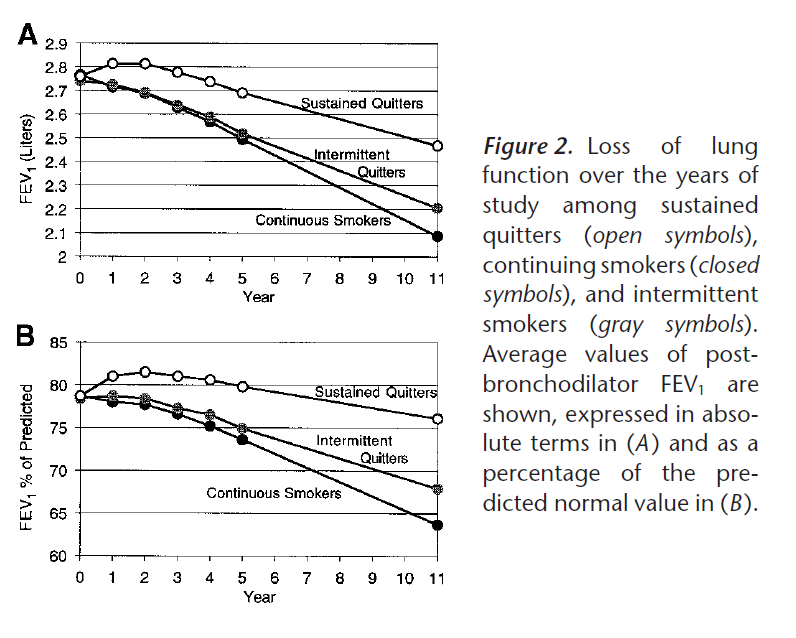 A
2.9
2.8
2.7
2.6
2.5
2.4
2.3
2.2
2.1
2
FEV1 (Liters)
Sustained Quitters
Intermittent
Quitters
Continuous Smokers
0 1 2 3 4 5 6 7 8 9 10 11
Year
B
85
80
75
70
65
60
FEV1 % of Predicted
Sustained Quitters
Intermittent
Quitters
Continuous Smokers
0 1 2 3 4 5 6 7 8 9 10 11
Year
Figure 2. Loss of lung
function over the years of
study among sustained
quitters (open symbols),
continuing smokers (closed
symbols), and intermittent
smokers (gray symbols).
Average values of post-
bronchodilator FEV1 are
shown, expressed in abso-
lute terms in (A) and as a
percentage of the pre-
dicted normal value in (B).